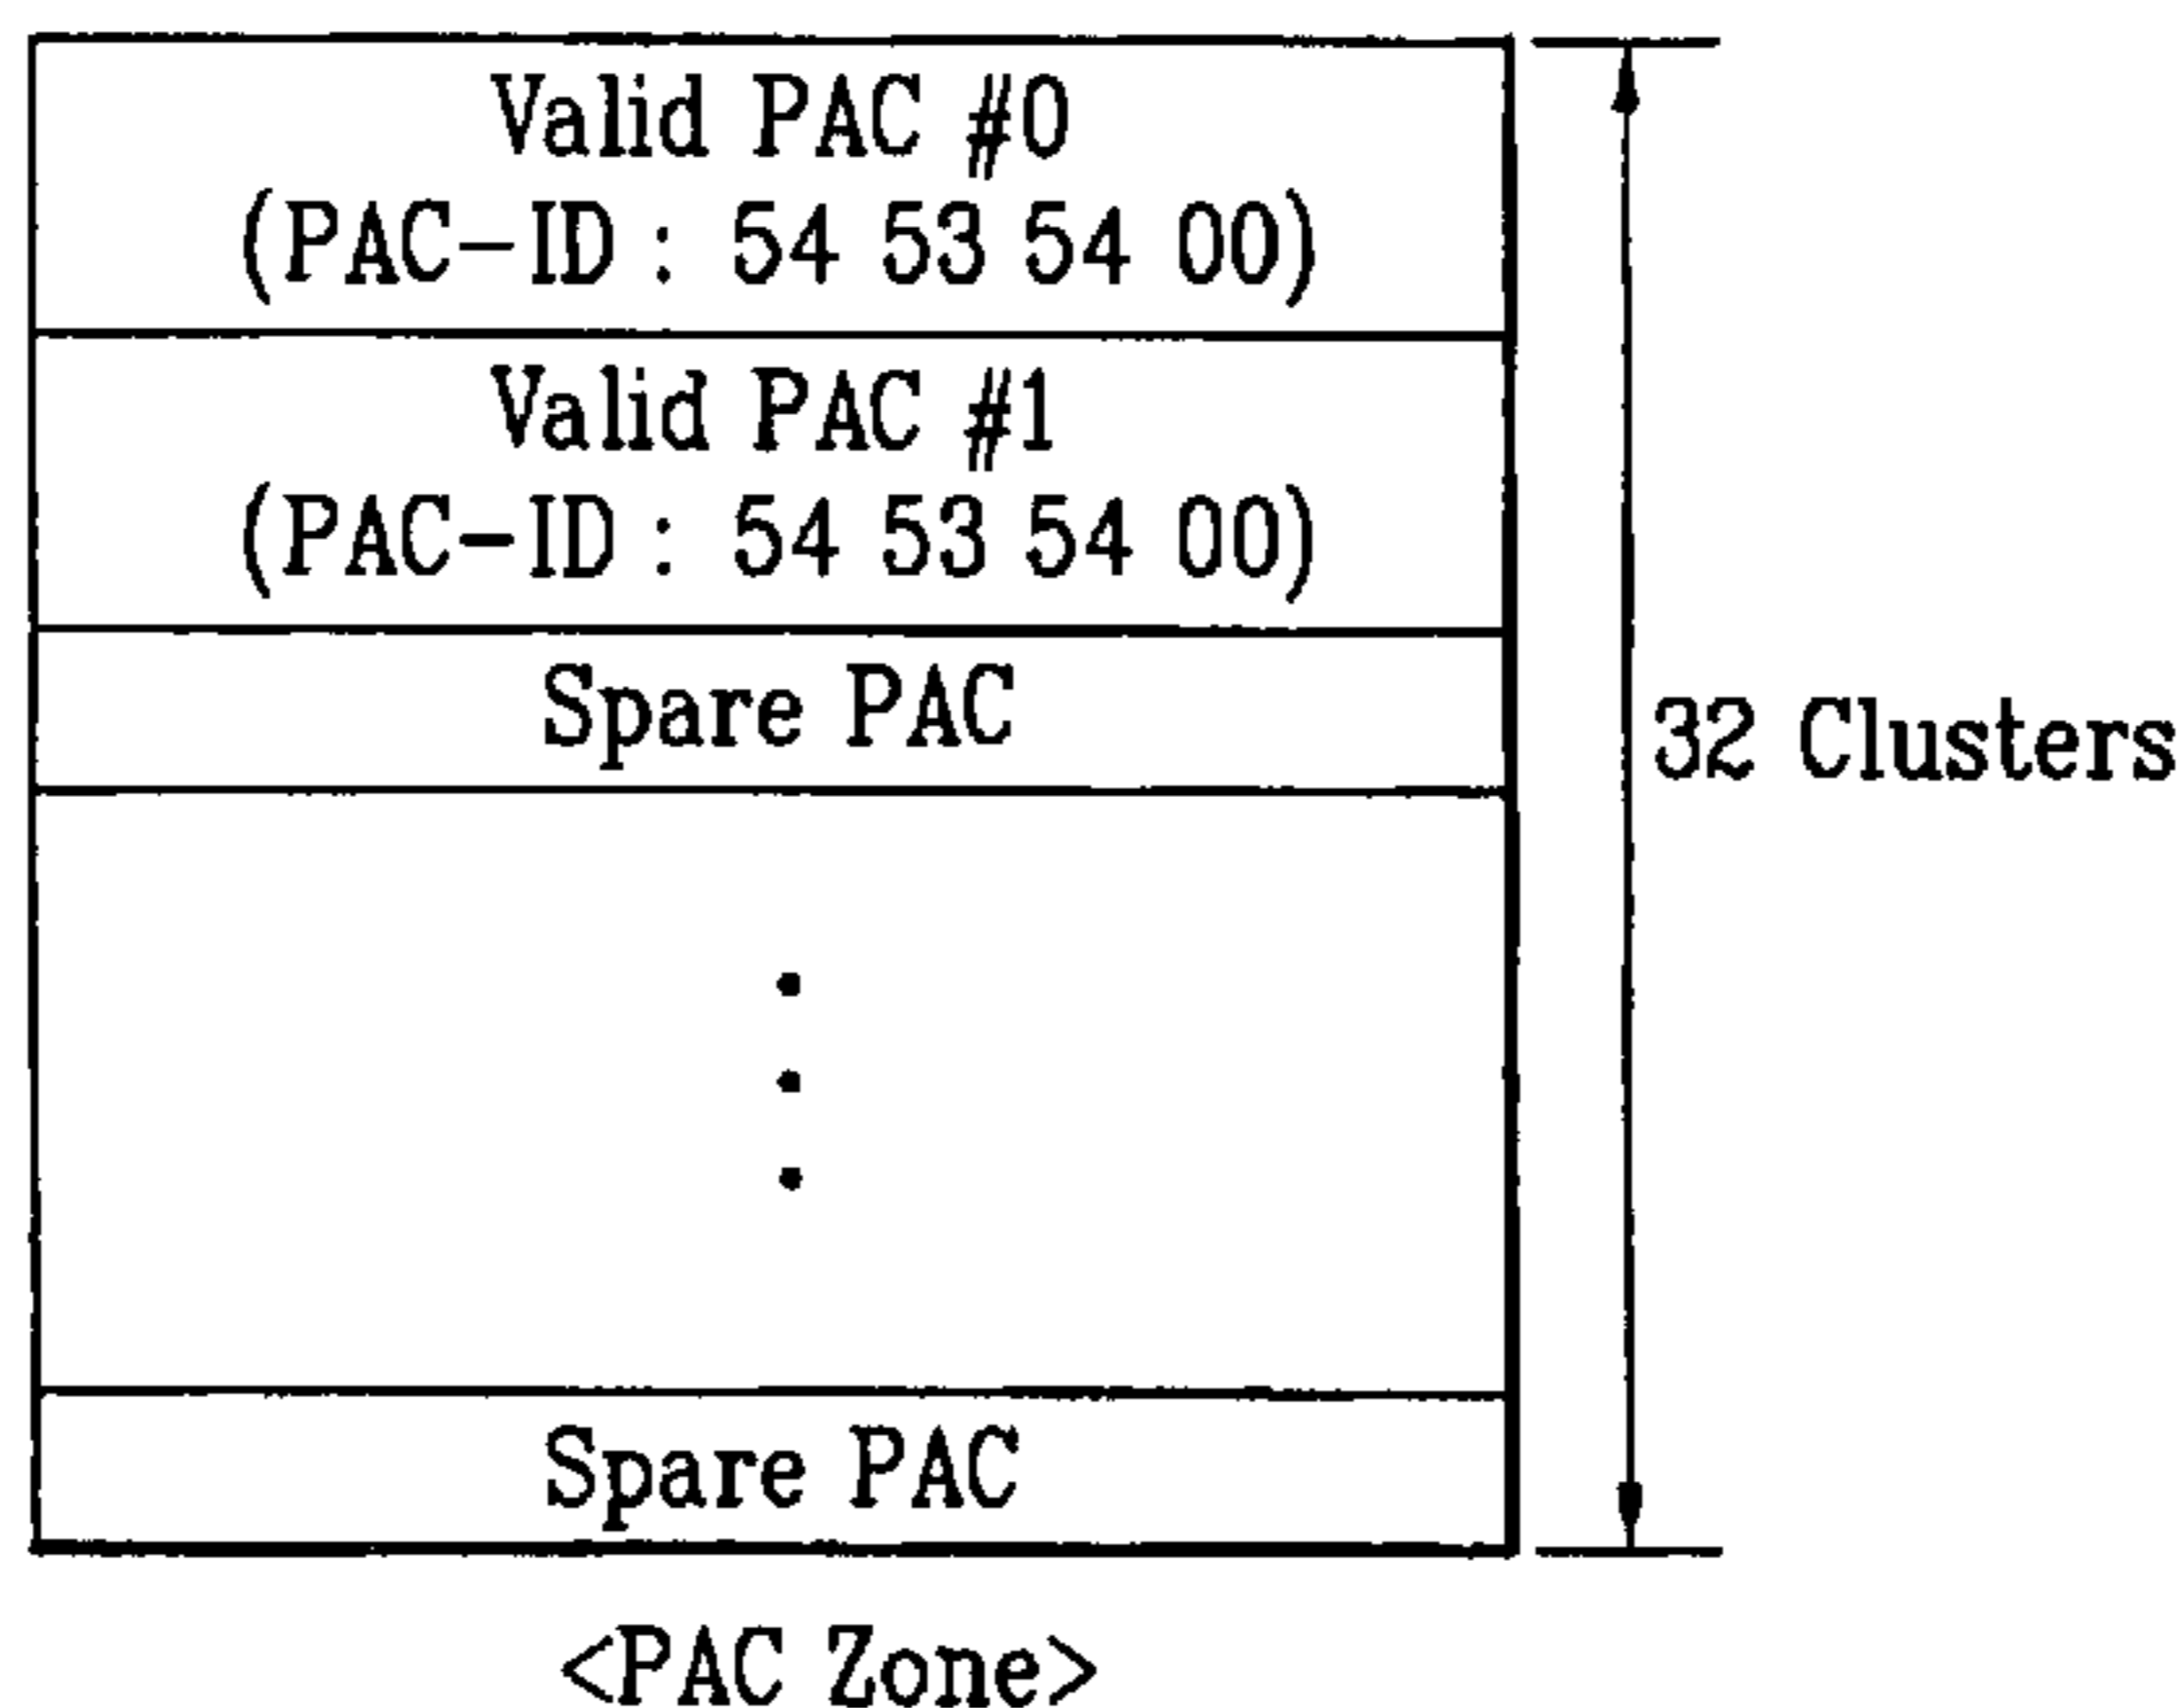 Valid PAC #0
(PAC-ID : 54 53 54 00)
Valid PAC #1
(PAC-ID : 54 53 54 00)
Spare PAC
32 Clusters
Spare PAC
<PAC Zone>